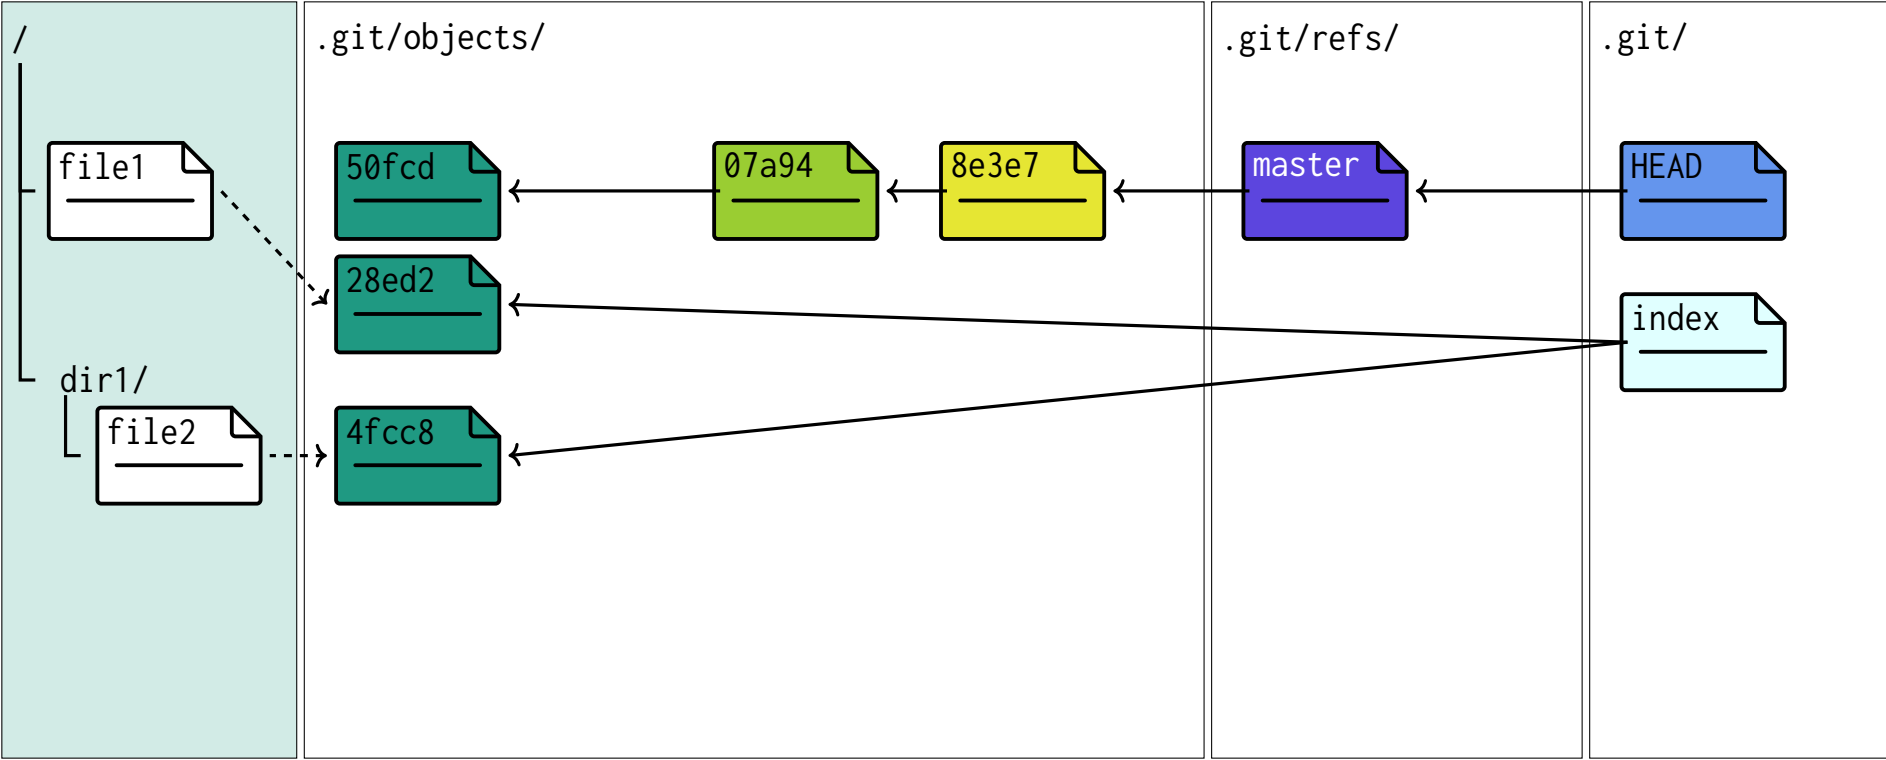 /
.git/objects/
.git/refs/
.git/
file1
50fcd
07a94
8e3e7
master
HEAD
28ed2
index
dir1/
file2
4fcc8